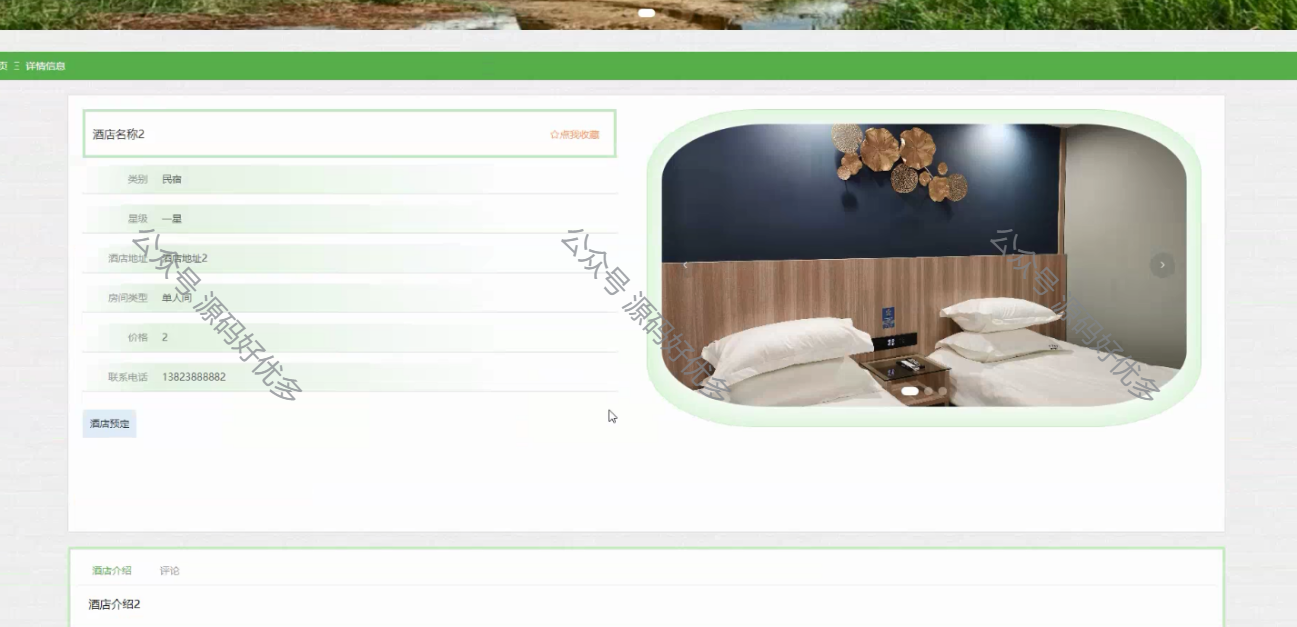 页 Ξ 详情信息
酒店名称2
☆点我收藏
类别 民宿
星级 一星
酒店地址 酒店地址2
房间类型 单人间
价格 2
联系电话 13823888882
酒店预定
酒店介绍 评论
酒店介绍2
公众号 源码好优多
公众号 源码好优多
公众号 源码好优多